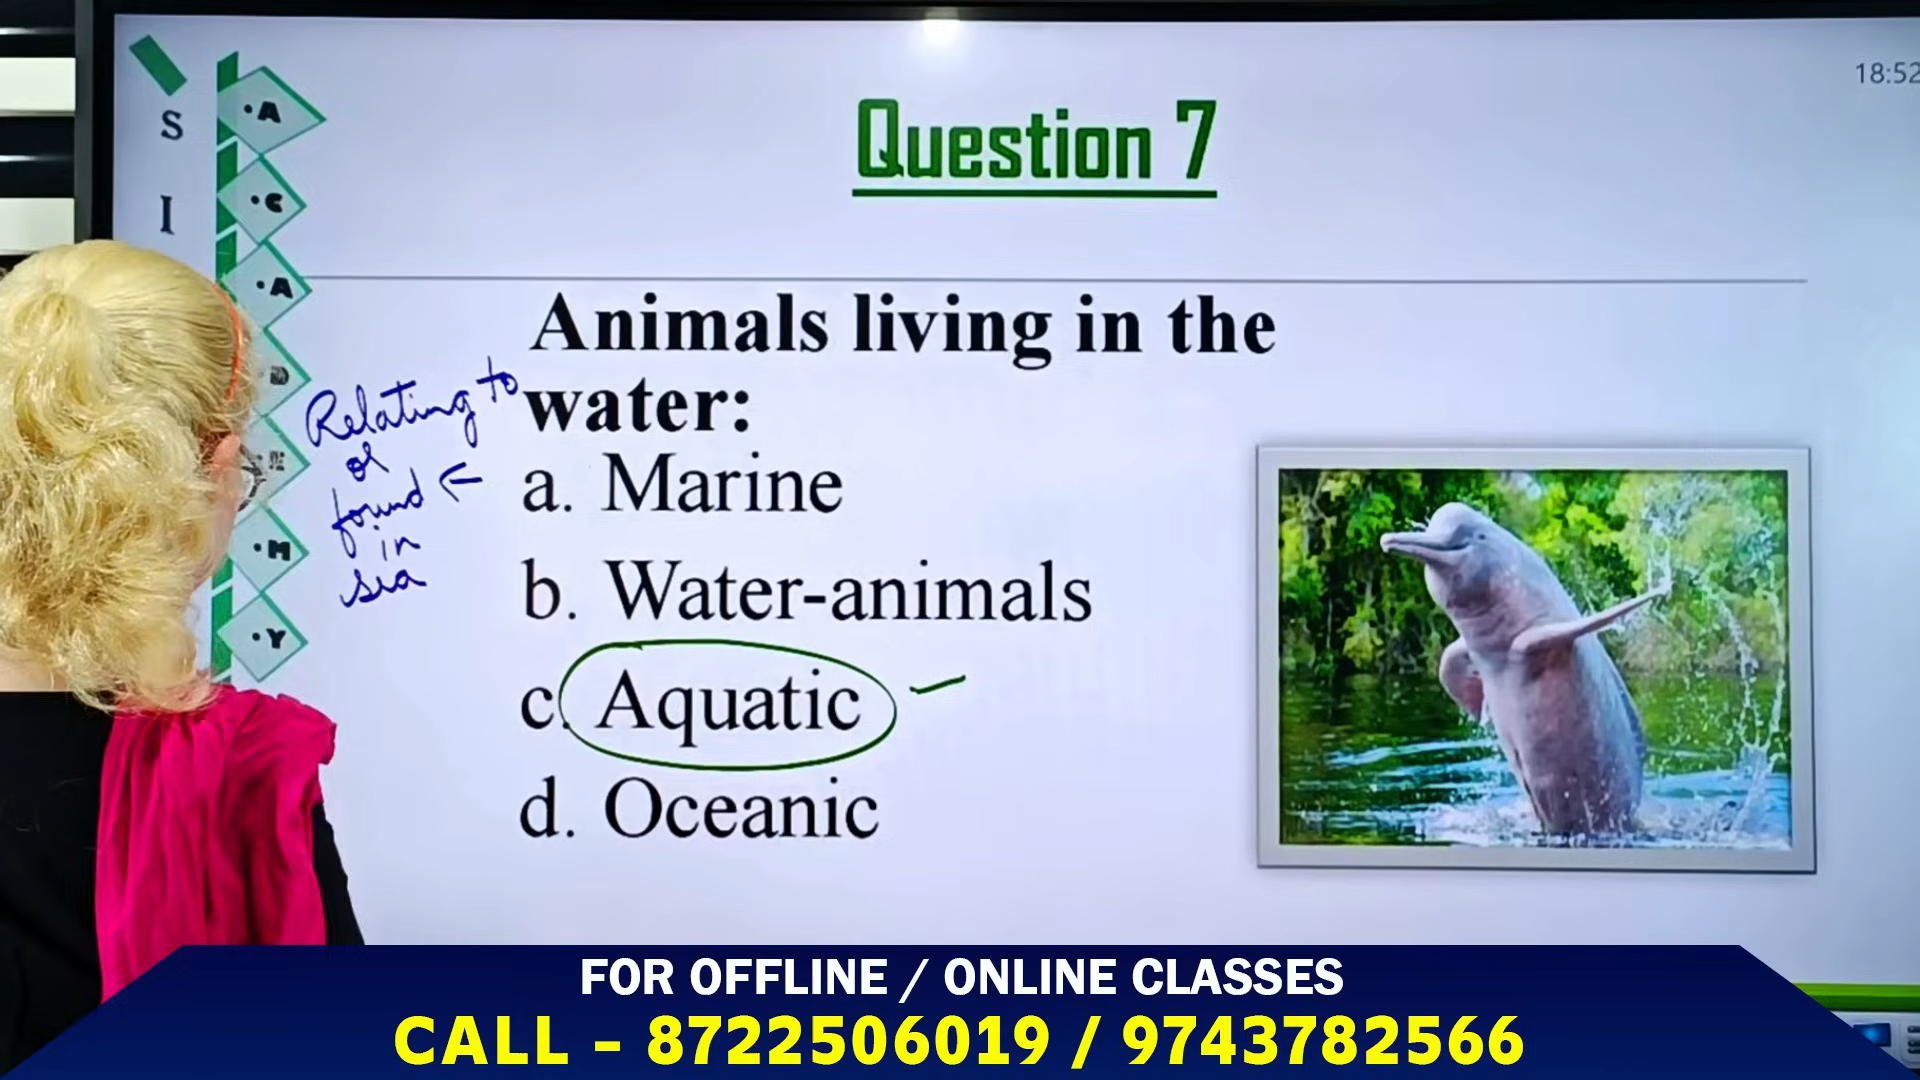 18:52
S
I
•A
•C
•A
•D
•M
•Y
Question 7
Animals living in the
water:
Relating to
or
found ←
in
sea
a. Marine
b. Water-animals
c. Aquatic
d. Oceanic
FOR OFFLINE / ONLINE CLASSES
CALL – 8722506019 / 9743782566